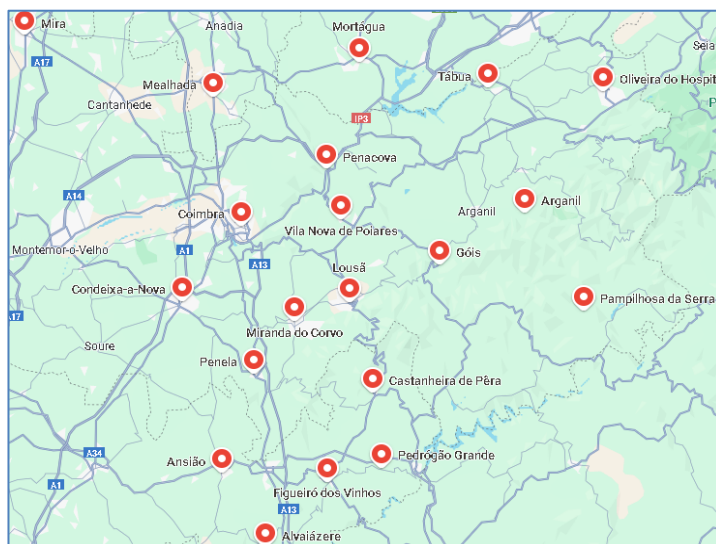 Mira
Anadia
Mortágua
Seia
A17
Mealhada
Tábua
Oliveira do Hospit
Cantanhede
P
IP3
Penacova
A14
Coimbra
Arganil
Arganil
Vila Nova de Poiares
Montemor-o-Velho
A1
A13
Góis
Lousã
Condeixa-a-Nova
Pampilhosa da Serra
Miranda do Corvo
A17
Soure
Penela
Castanheira de Pêra
A34
Ansião
Pedrógão Grande
A1
Figueiró dos Vinhos
A13
Alvaiázere